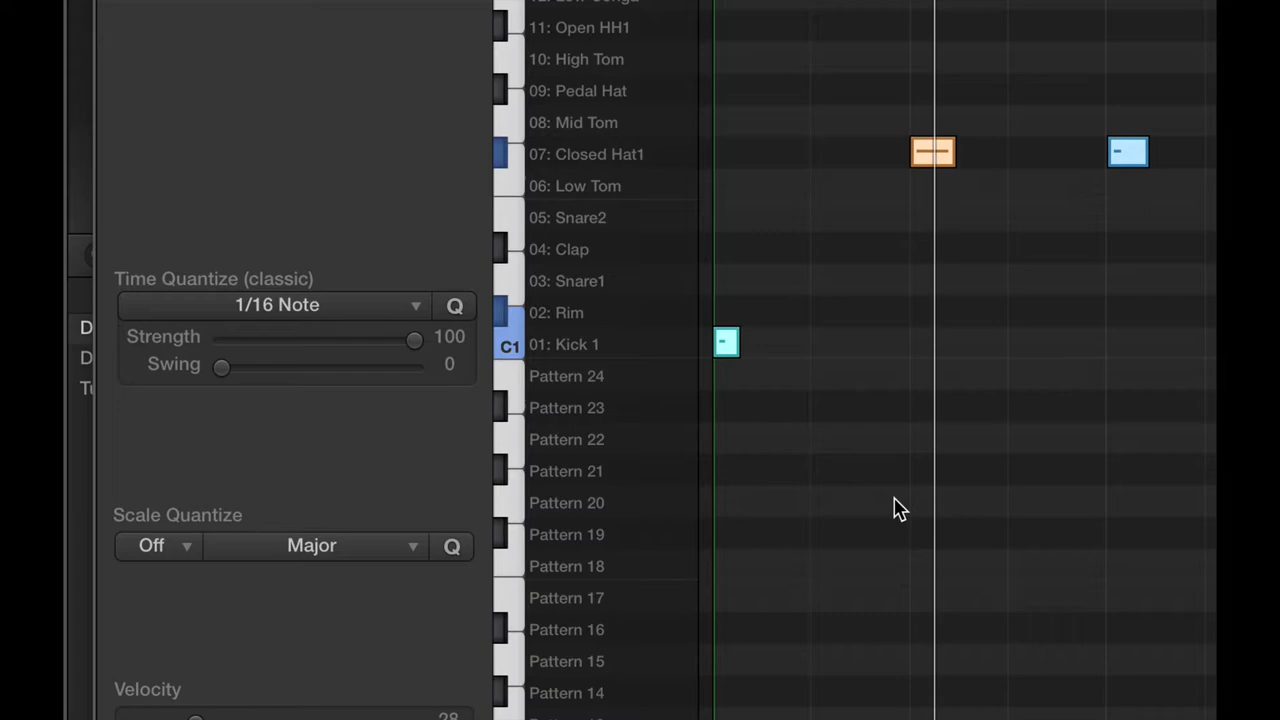 11: Open HH1
10: High Tom
09: Pedal Hat
08: Mid Tom
07: Closed Hat1
06: Low Tom
05: Snare2
04: Clap
03: Snare1
02: Rim
01: Kick 1
Pattern 24
Pattern 23
Pattern 22
Pattern 21
Pattern 20
Pattern 19
Pattern 18
Pattern 17
Pattern 16
Pattern 15
Pattern 14
C1
Time Quantize (classic)
1/16 Note
Q
Strength 100
Swing 0
Scale Quantize
Off Major Q
Velocity
D
D